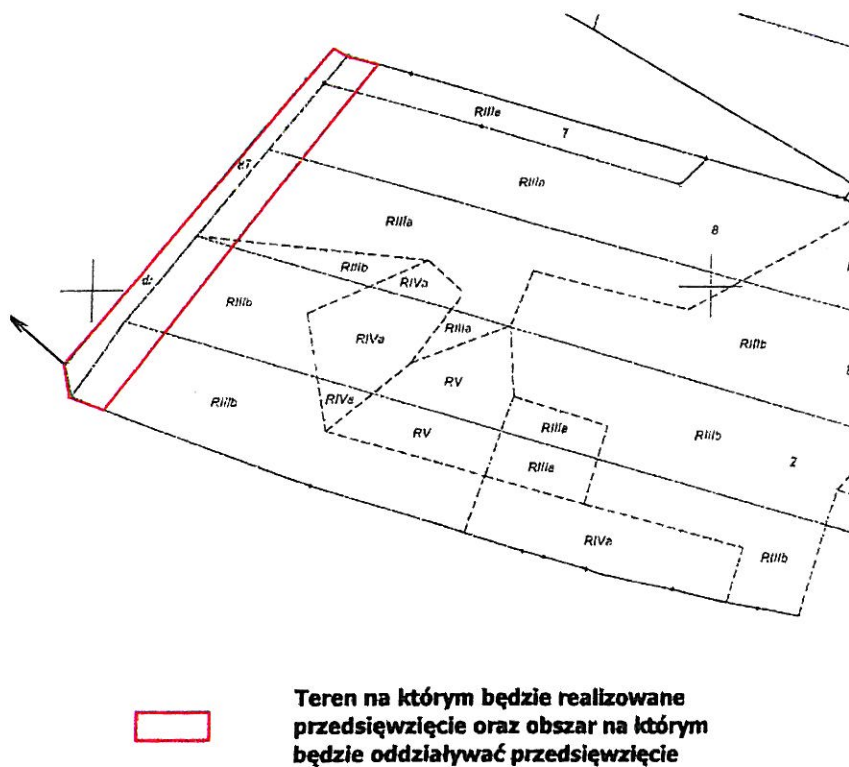 RIIIa
7
RIIIa
8
RIIIa
RIIIb
RIVa
RIIIb
RIVa
RIIIa
RIIIb
RIVa
RV
RIIIb
RV
RIIIa
RIIIb
RIIIa
2
RIVa
RIIIb
Teren na którym będzie realizowane
przedsięwzięcie oraz obszar na którym
będzie oddziaływać przedsięwzięcie